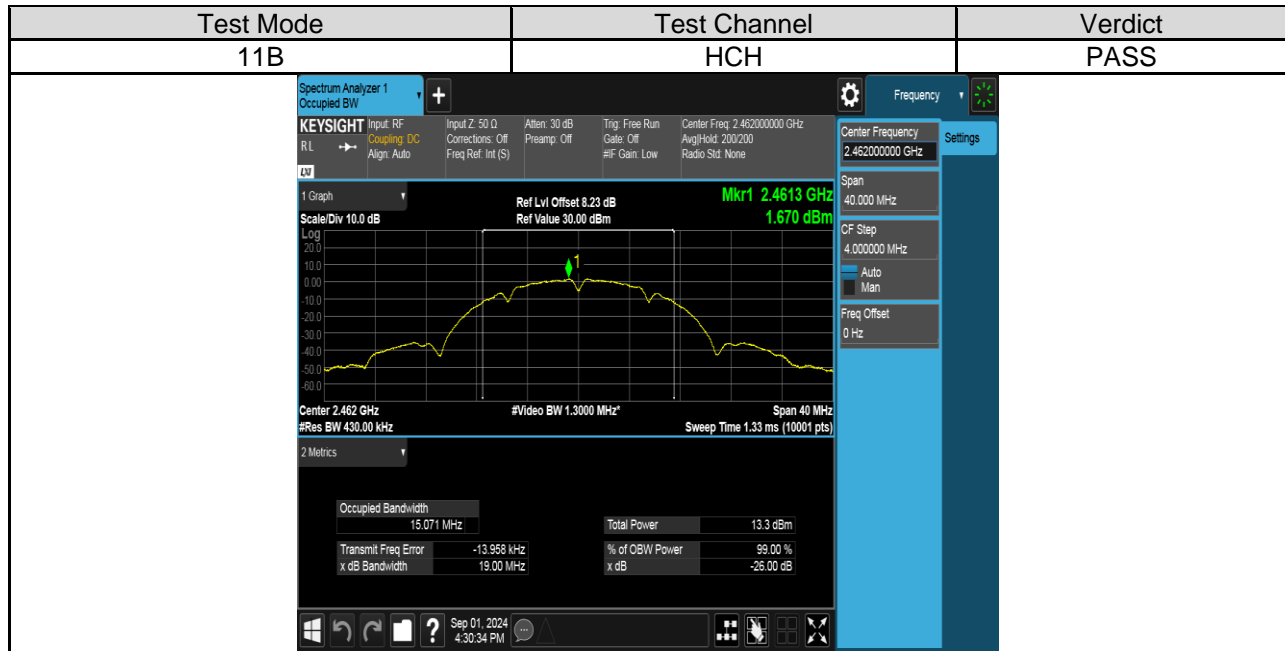 Test Mode Test Channel Verdict
11B HCH PASS
Spectrum Analyzer 1
Occupied BW
+
Frequency
KEYSIGHT Input: RF Input Z: 50 Ω Atten: 30 dB Trig: Free Run Center Freq: 2.462000000 GHz
RL Coupling: DC Corrections: Off Preamp: Off Gate: Off Avg|Hold: 200/200
Align: Auto Freq Ref: Int (S) #IF Gain: Low Radio Std: None
LXI
Center Frequency
2.462000000 GHz
Settings
Span
40.000 MHz
CF Step
4.000000 MHz
Auto
Man
Freq Offset
0 Hz
1 Graph Ref Lvl Offset 8.23 dB Mkr1 2.4613 GHz
Scale/Div 10.0 dB Ref Value 30.00 dBm 1.670 dBm
Log
20.0
10.0
1
0.00
-10.0
-20.0
-30.0
-40.0
-50.0
-60.0
Center 2.462 GHz #Video BW 1.3000 MHz* Span 40 MHz
#Res BW 430.00 kHz Sweep Time 1.33 ms (10001 pts)
2 Metrics
Occupied Bandwidth
15.071 MHz Total Power 13.3 dBm
Transmit Freq Error -13.958 kHz % of OBW Power 99.00 %
x dB Bandwidth 19.00 MHz x dB -26.00 dB
? Sep 01, 2024
4:30:34 PM